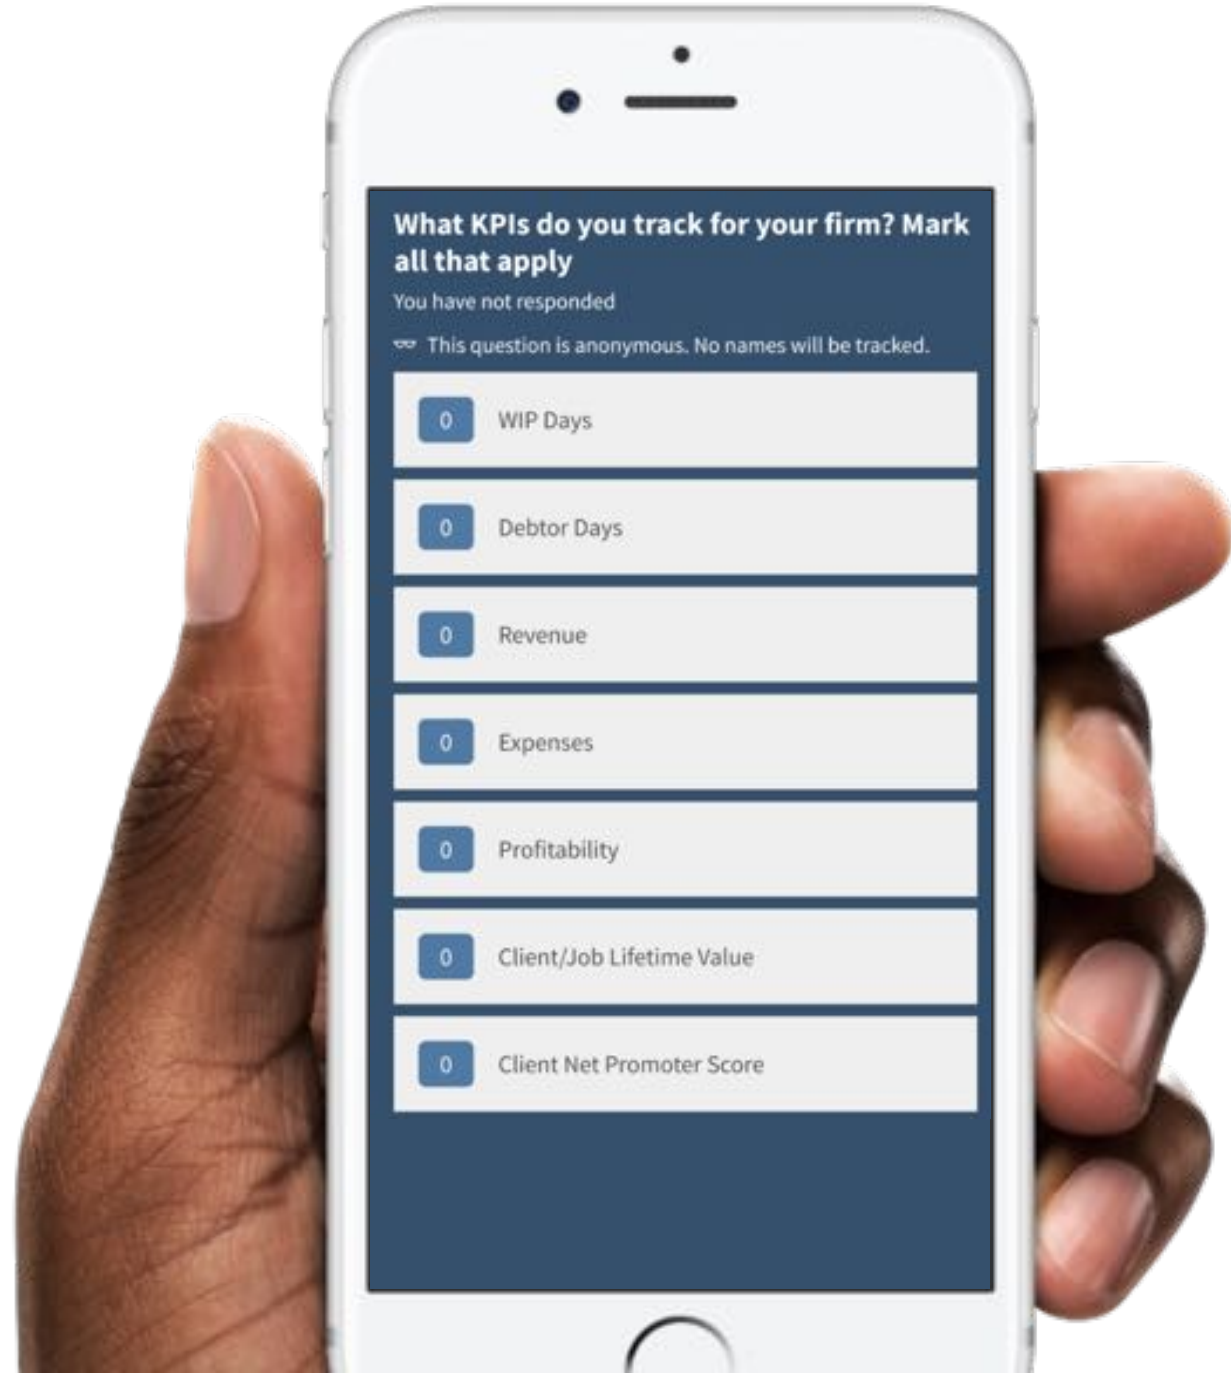 What KPIs do you track for your firm? Mark
all that apply
You have not responded
This question is anonymous. No names will be tracked.
0 WIP Days
0 Debtor Days
0 Revenue
0 Expenses
0 Profitability
0 Client/Job Lifetime Value
0 Client Net Promoter Score